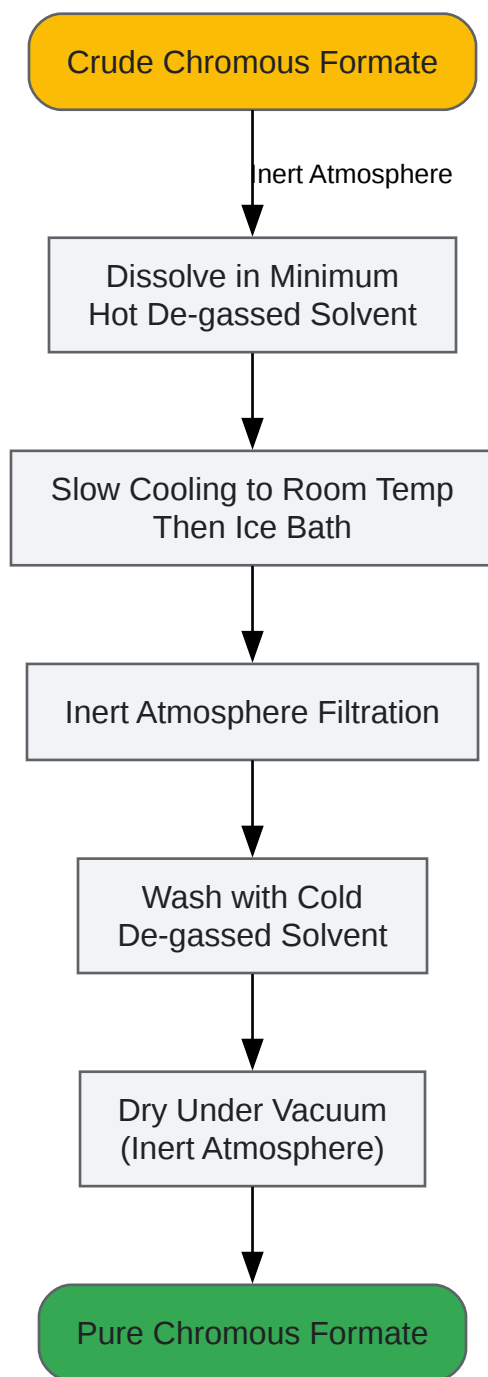 Crude Chromous Formate
Inert Atmosphere
Dissolve in Minimum
Hot De-gassed Solvent
Slow Cooling to Room Temp
Then Ice Bath
Inert Atmosphere Filtration
Wash with Cold
De-gassed Solvent
Dry Under Vacuum
(Inert Atmosphere)
Pure Chromous Formate